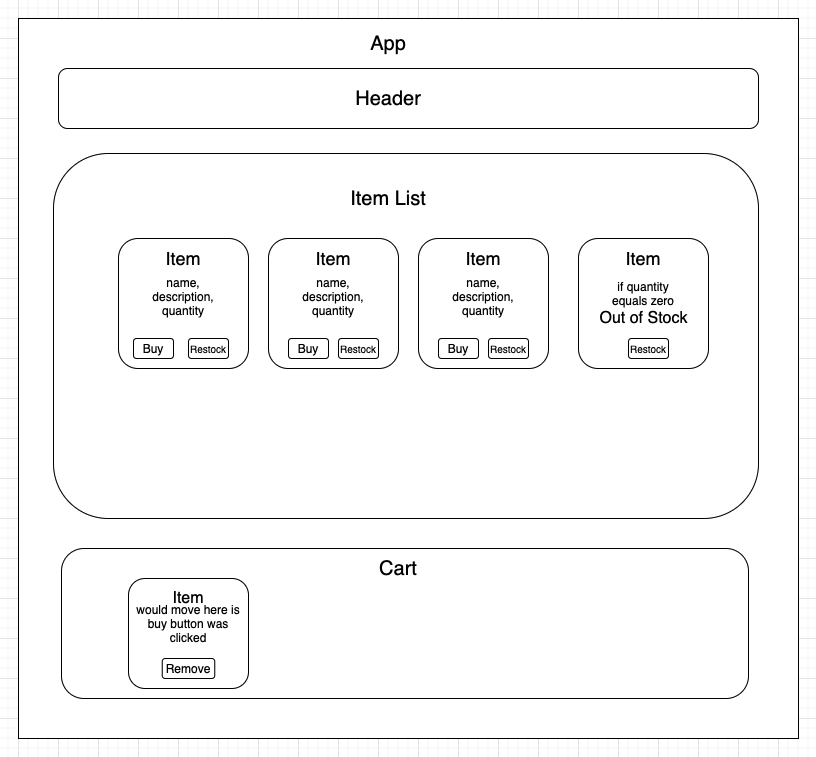 App
Header
Item List
Item
name,
description,
quantity
Buy
Restock
Item
name,
description,
quantity
Buy
Restock
Item
name,
description,
quantity
Buy
Restock
Item
if quantity
equals zero
Out of Stock
Restock
Cart
Item
would move here is
buy button was
clicked
Remove